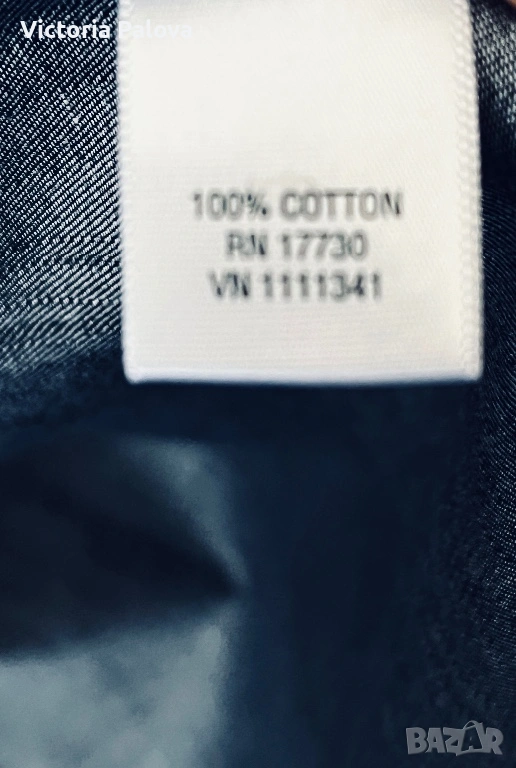 Victoria Palova
100% COTTON
RN 17730
VN 1111341
BAZAR